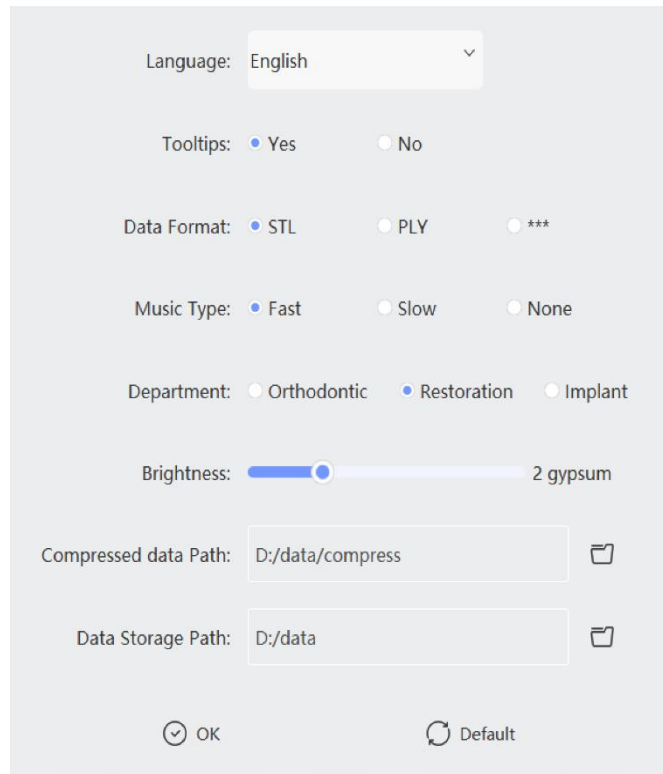 Language: English
Tooltips: Yes No
Data Format: STL PLY ***
Music Type: Fast Slow None
Department: Orthodontic Restoration Implant
Brightness: 2 gypsum
Compressed data Path: D:/data/compress
Data Storage Path: D:/data
OK Default